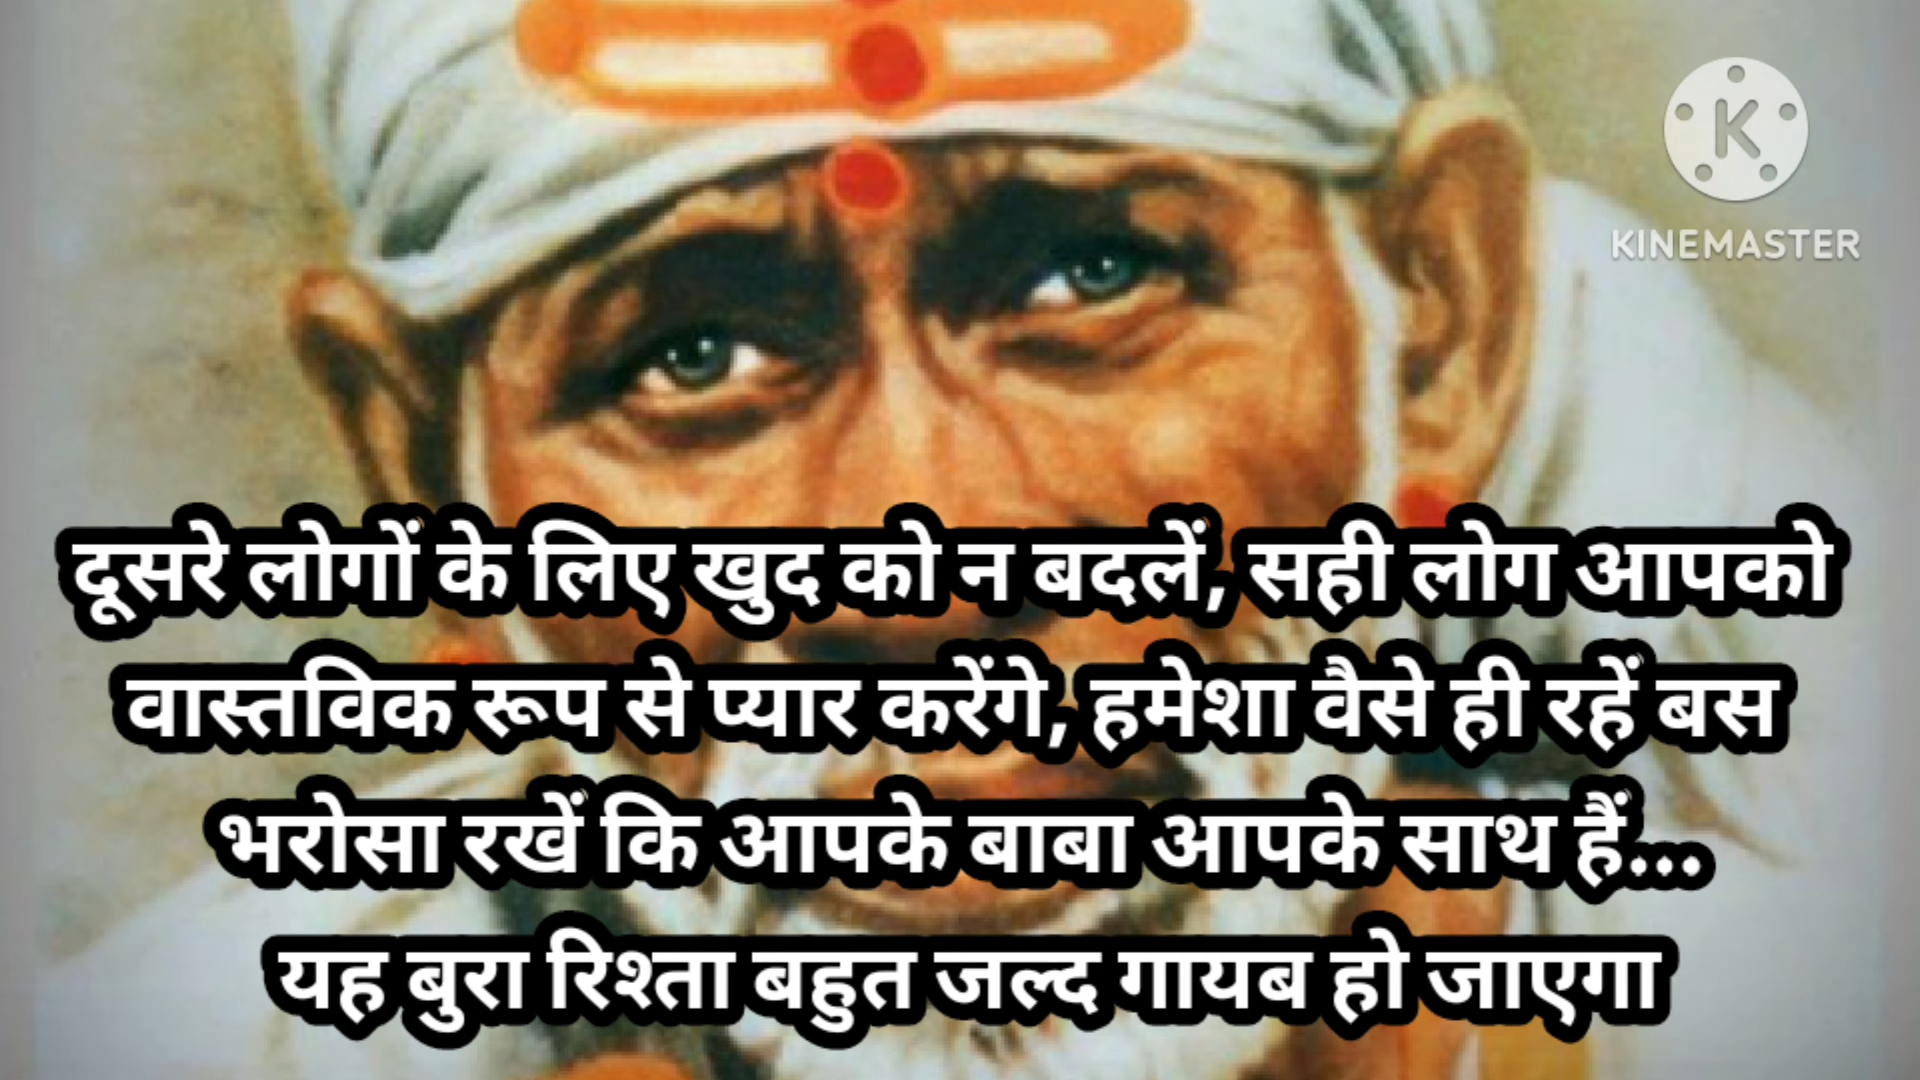 KINEMASTER
दूसरे लोगों के लिए खुद को न बदलें, सही लोग आपको
वास्तविक रूप से प्यार करेंगे, हमेशा वैसे ही रहें बस
भरोसा रखें कि आपके बाबा आपके साथ हैं...
यह बुरा रिश्ता बहुत जल्द गायब हो जाएगा